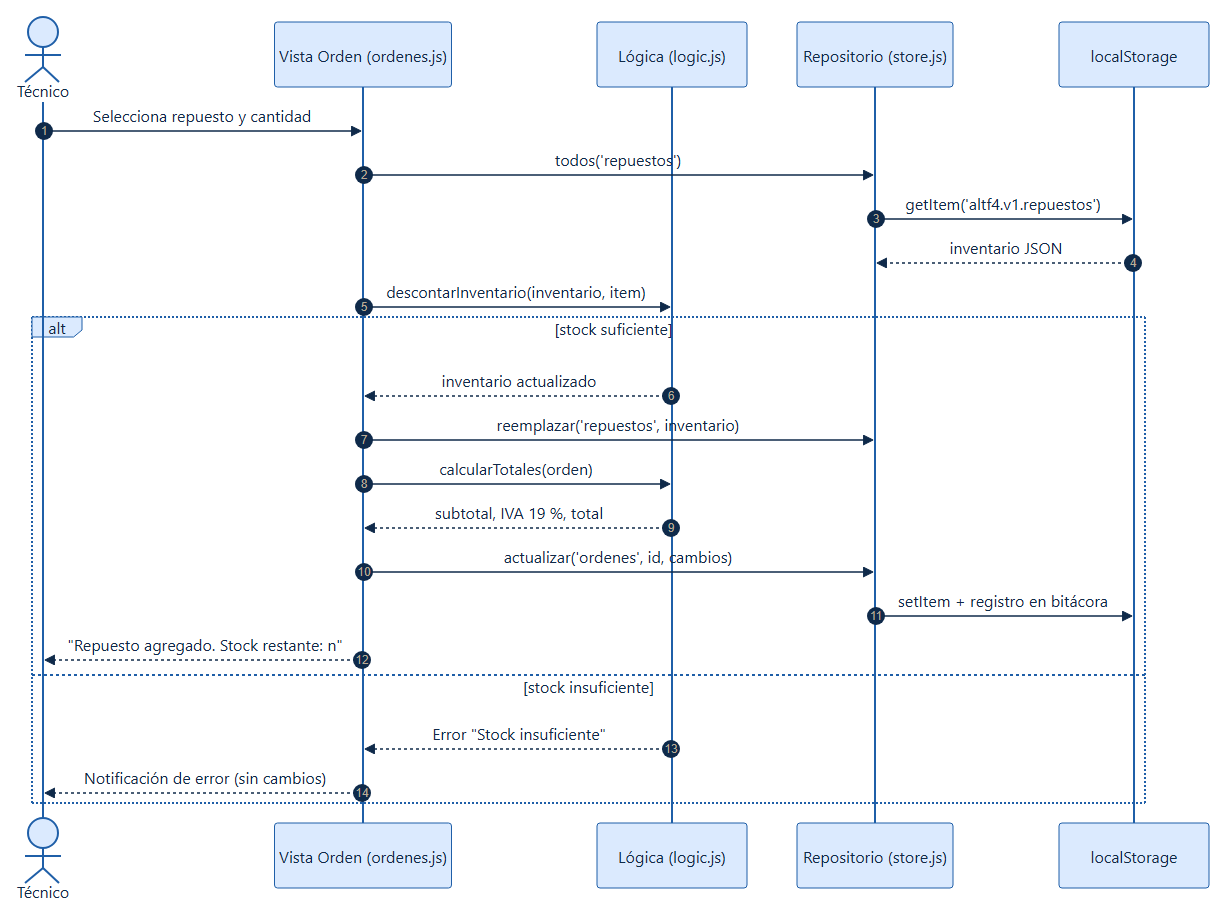 Técnico
Vista Orden (ordenes.js)
Lógica (logic.js)
Repositorio (store.js)
localStorage
1
Selecciona repuesto y cantidad
2
todos('repuestos')
3
getItem('altf4.v1.repuestos')
4
inventario JSON
5
descontarInventario(inventario, item)
alt
[stock suficiente]
6
inventario actualizado
7
reemplazar('repuestos', inventario)
8
calcularTotales(orden)
9
subtotal, IVA 19 %, total
10
actualizar('ordenes', id, cambios)
11
setItem + registro en bitácora
12
"Repuesto agregado. Stock restante: n"
[stock insuficiente]
13
Error "Stock insuficiente"
14
Notificación de error (sin cambios)
Técnico
Vista Orden (ordenes.js)
Lógica (logic.js)
Repositorio (store.js)
localStorage